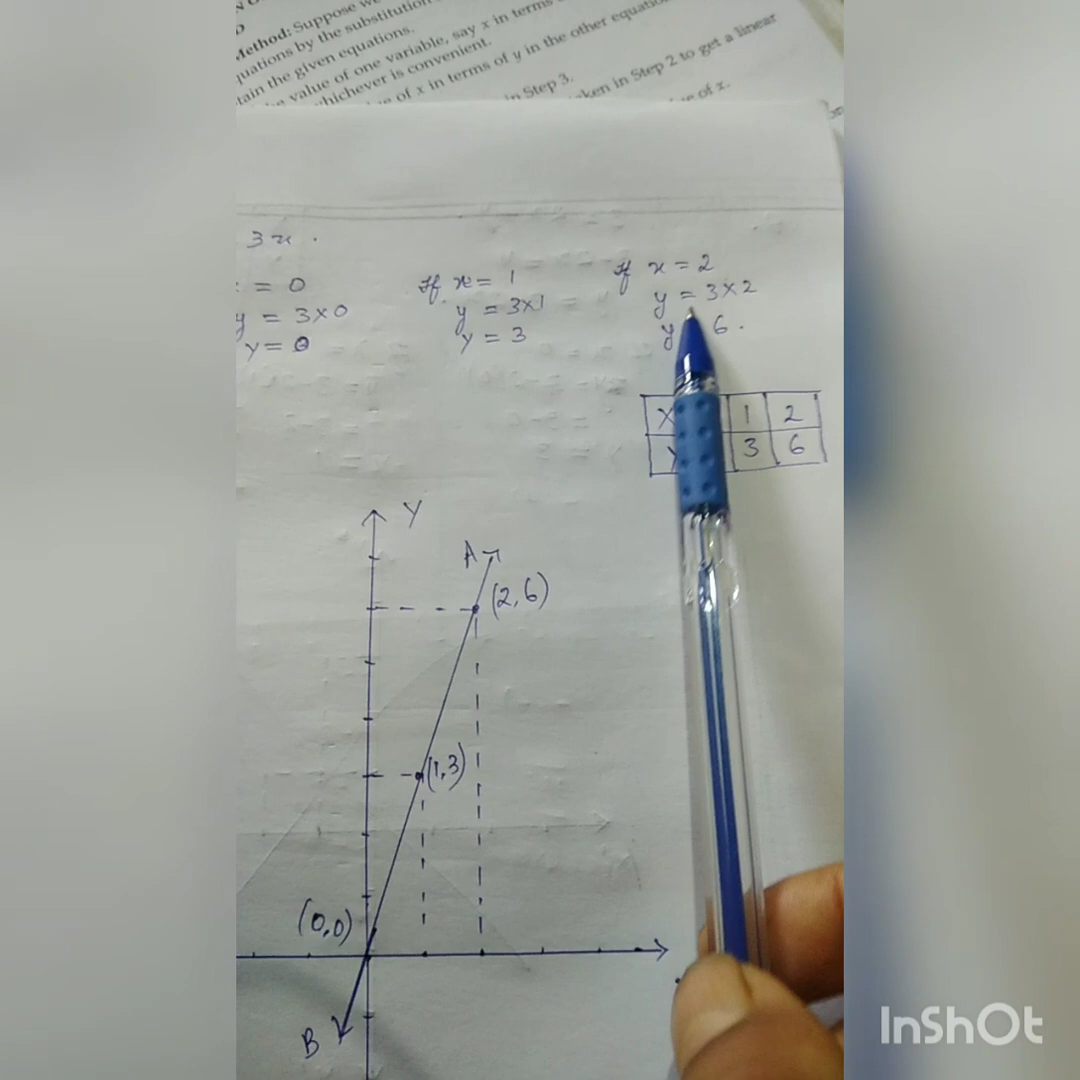 Method: Suppose we
quations by the substitution
tain the given equations.
value of one variable, say x in terms
whichever is convenient.
of x in terms of y in the other equation
in Step 3.
taken in Step 2 to get a linear
of x.
3x.
= 0
y = 3×0
y = 0
If x = 1
y = 3×1
y = 3
If x = 2
y = 3×2
y 6.
X 1 2
Y 3 6
Y
A
(2,6)
(1,3)
(0,0)
B
InShOt